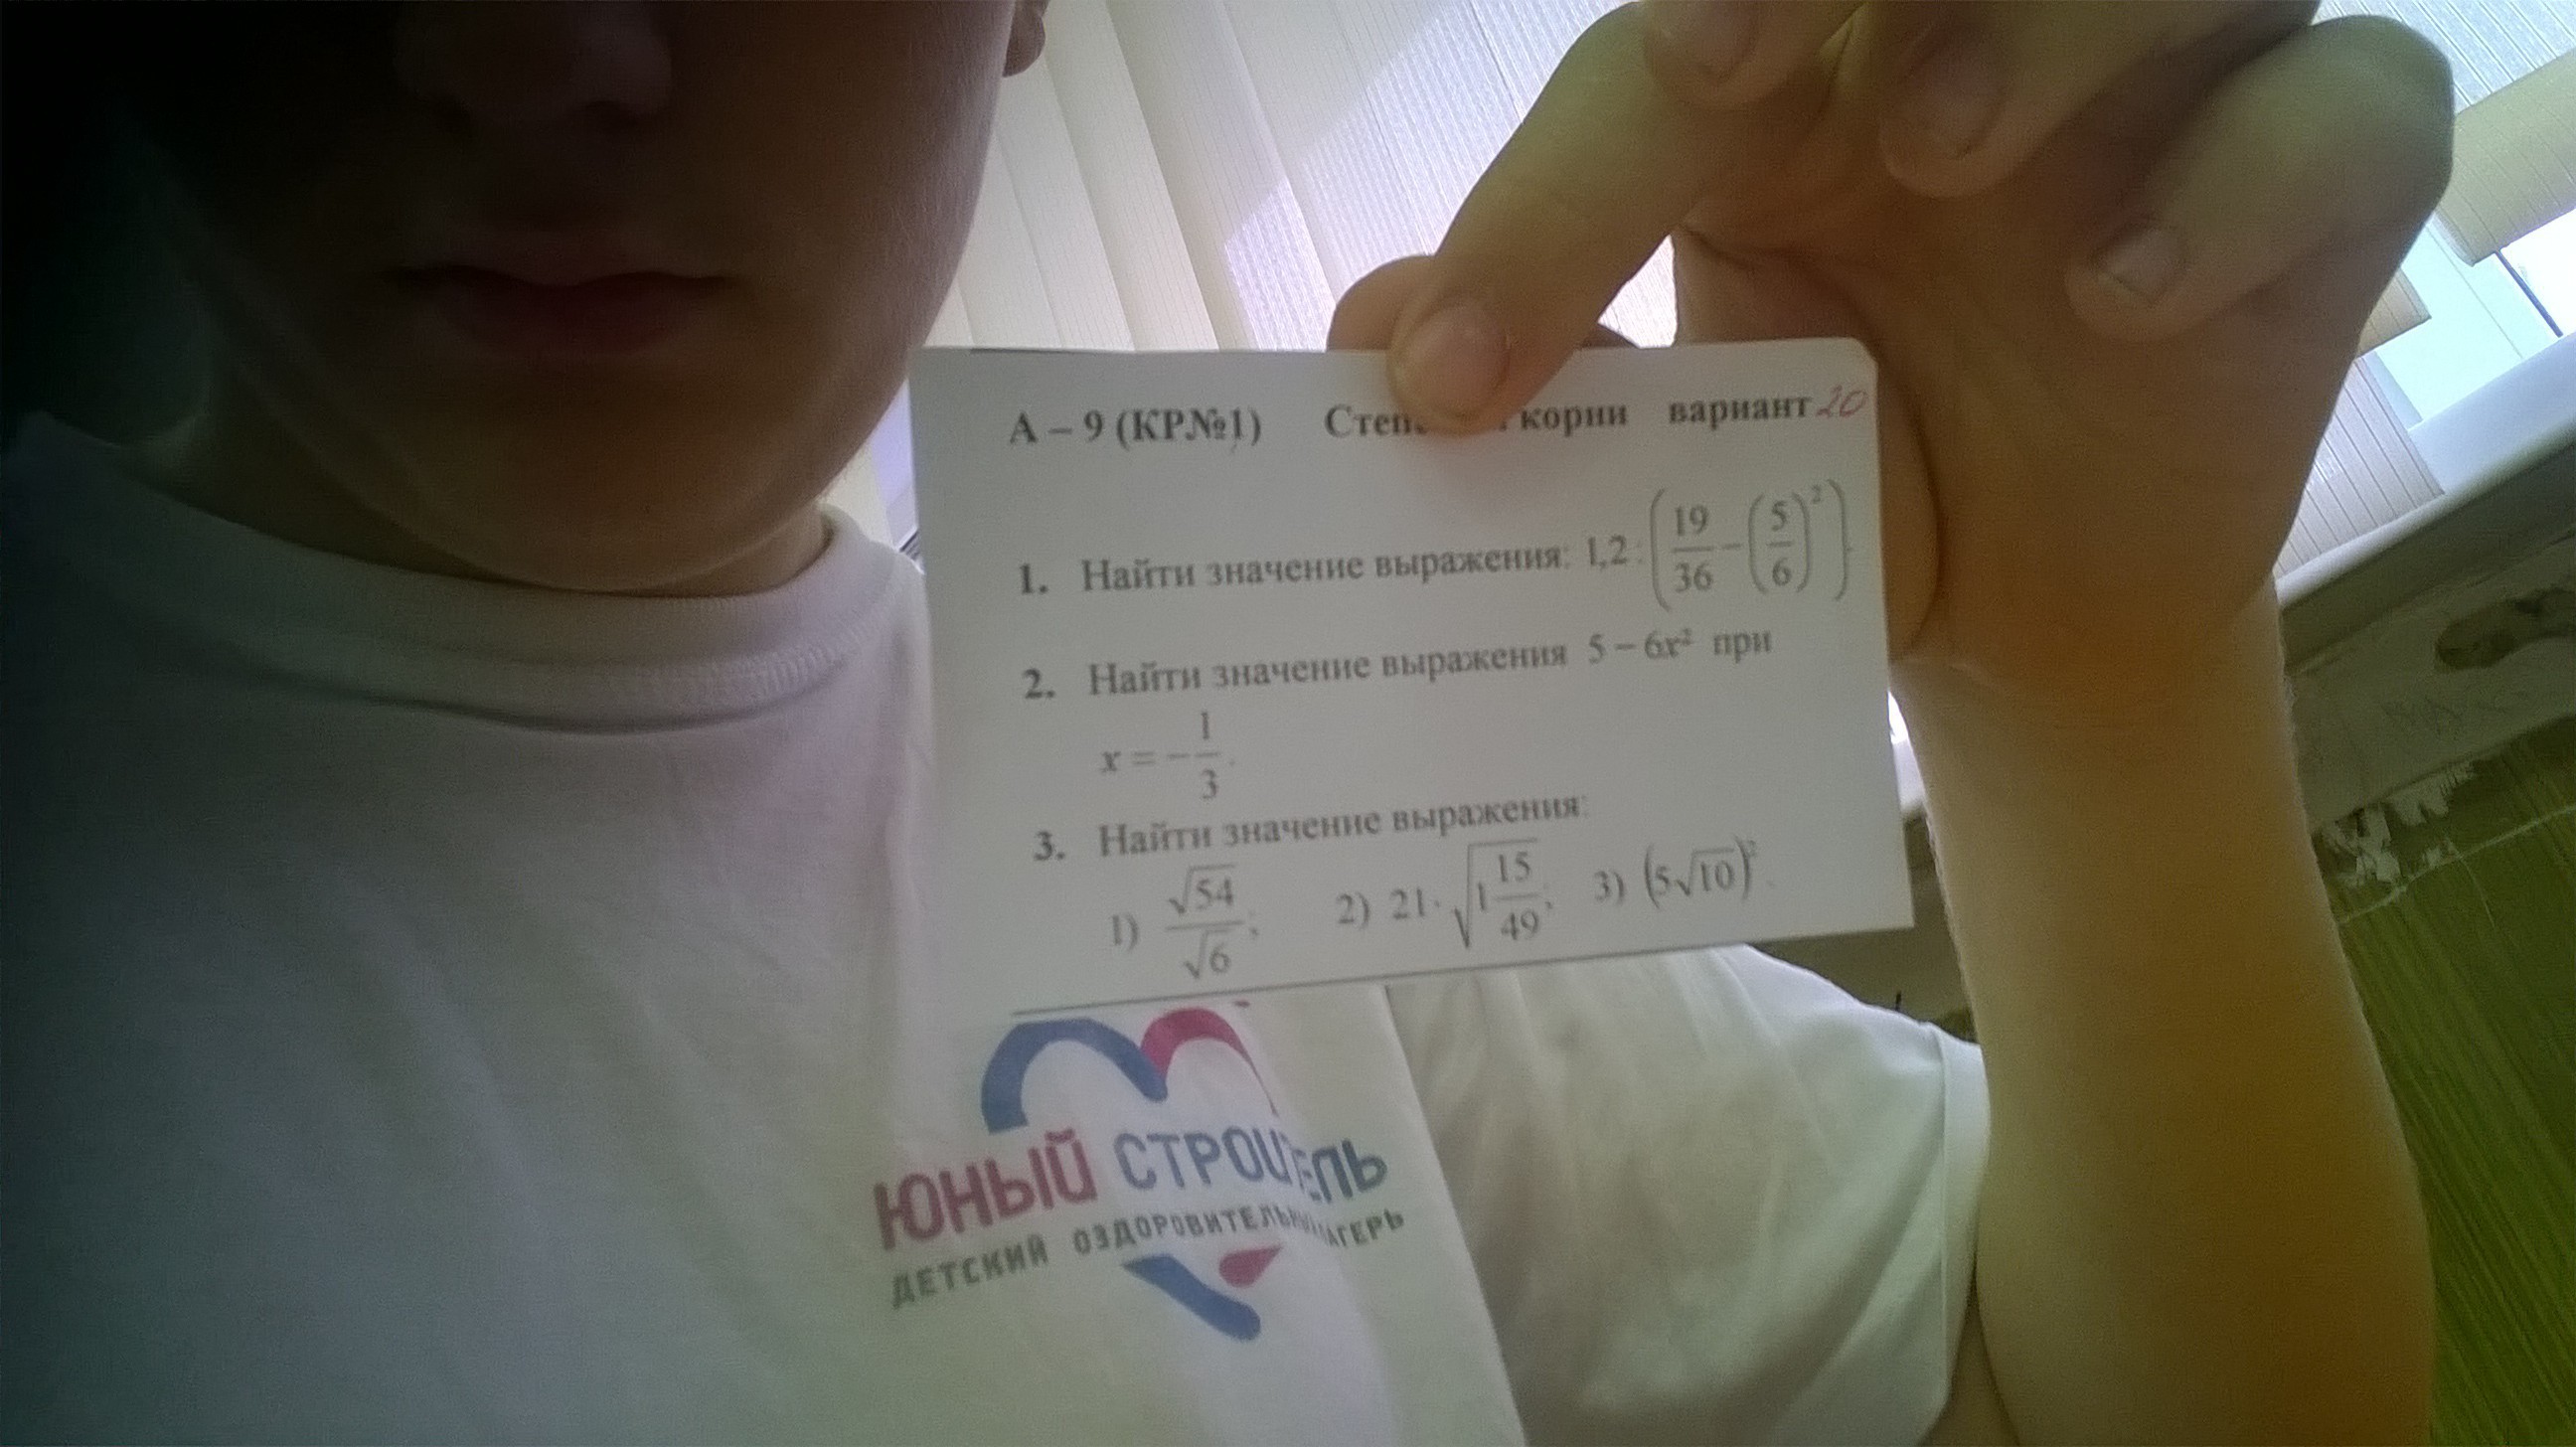 А – 9 (КР№1) корни вариант 20
1. Найти значение выражения: 1,2 : (19/36 − (5/6)²).
2. Найти значение выражения 5 − 6x² при
x = −1/3.
3. Найти значение выражения:
1) √54/√6; 2) 21·√(1 15/49); 3) (5√10)².
ЮНЫЙ
ДЕТСКИЙ